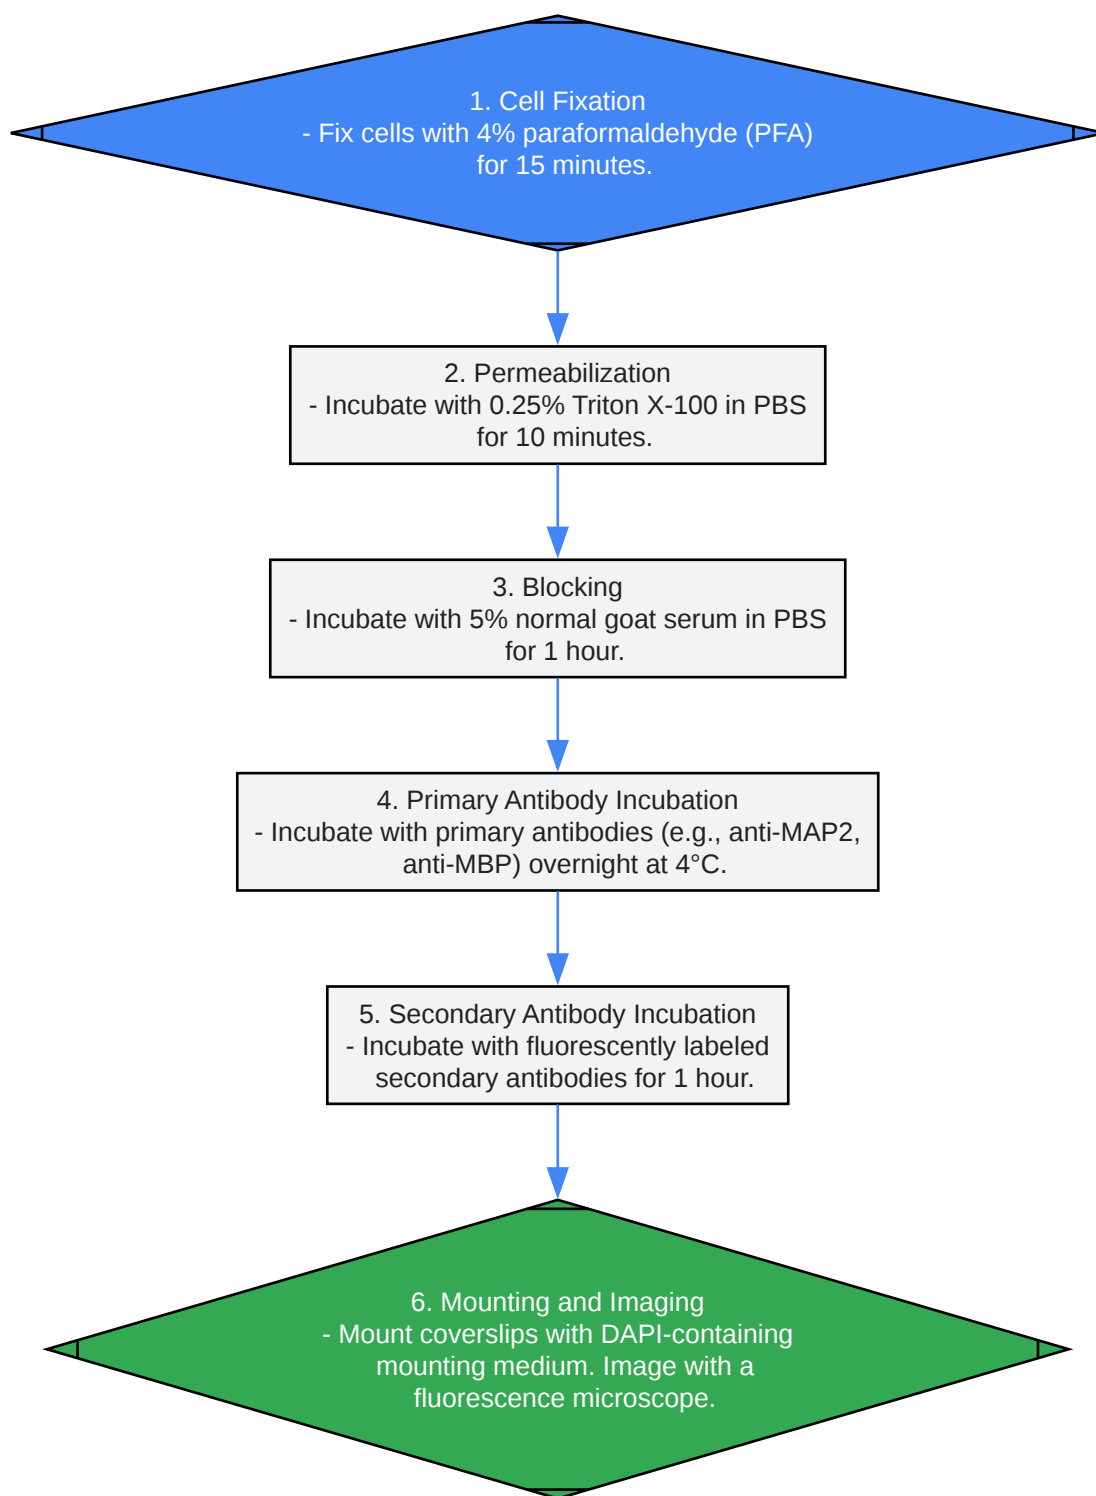 1. Cell Fixation
- Fix cells with 4% paraformaldehyde (PFA)
for 15 minutes.
2. Permeabilization
- Incubate with 0.25% Triton X-100 in PBS
for 10 minutes.
3. Blocking
- Incubate with 5% normal goat serum in PBS
for 1 hour.
4. Primary Antibody Incubation
- Incubate with primary antibodies (e.g., anti-MAP2,
anti-MBP) overnight at 4°C.
5. Secondary Antibody Incubation
- Incubate with fluorescently labeled
secondary antibodies for 1 hour.
6. Mounting and Imaging
- Mount coverslips with DAPI-containing
mounting medium. Image with a
fluorescence microscope.